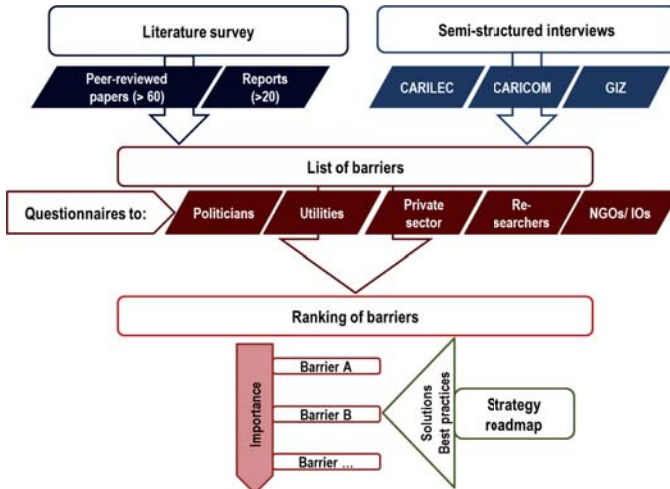 Literature survey
Semi-structured interviews
Peer-reviewed
papers (> 60)
Reports
(>20)
CARILEC
CARICOM
GIZ
List of barriers
Questionnaires to:
Politicians
Utilities
Private
sector
Re-
searchers
NGOs/ IOs
Ranking of barriers
Importance
Barrier A
Barrier B
Barrier ...
Solutions
Best practices
Strategy
roadmap